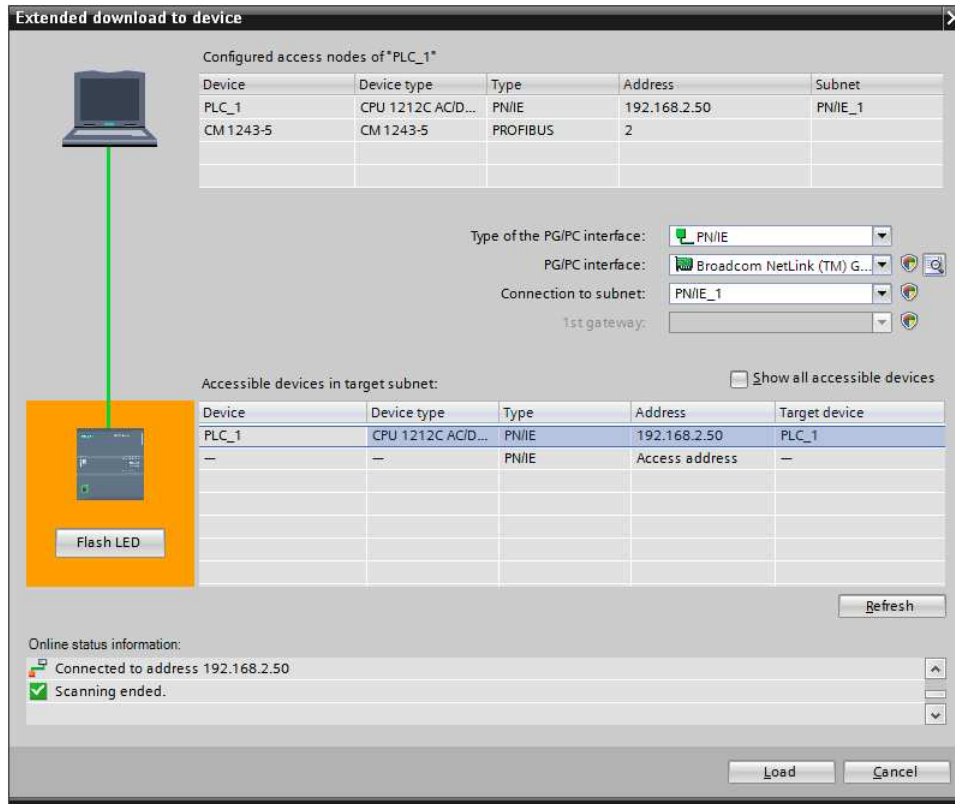 Extended download to device
Configured access nodes of "PLC_1"
Device Device type Type Address Subnet
PLC_1 CPU 1212C AC/D... PN/IE 192.168.2.50 PN/IE_1
CM 1243-5 CM 1243-5 PROFIBUS 2
Type of the PG/PC interface: PN/IE
PG/PC interface: Broadcom NetLink (TM) G...
Connection to subnet: PN/IE_1
1st gateway:
Accessible devices in target subnet: Show all accessible devices
Device Device type Type Address Target device
PLC_1 CPU 1212C AC/D... PN/IE 192.168.2.50 PLC_1
— — PN/IE Access address —
Flash LED
Refresh
Online status information:
Connected to address 192.168.2.50
Scanning ended.
Load Cancel